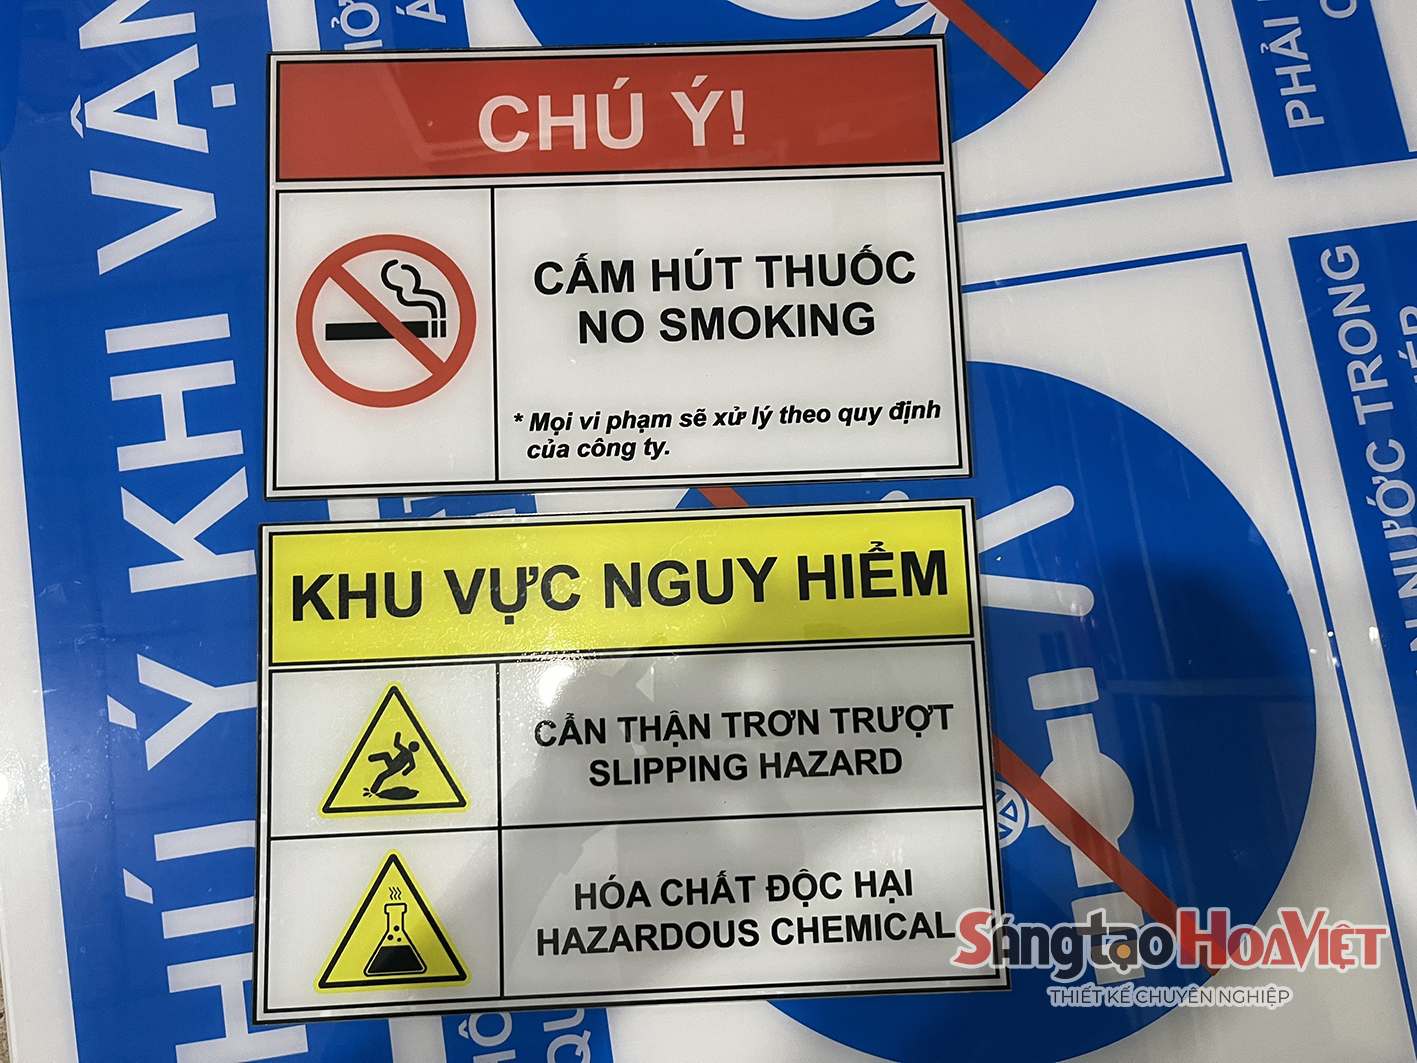 CHÚ Ý!
CẤM HÚT THUỐC
NO SMOKING
* Mọi vi phạm sẽ xử lý theo quy định
của công ty.
KHU VỰC NGUY HIỂM
CẨN THẬN TRƠN TRƯỢT
SLIPPING HAZARD
HÓA CHẤT ĐỘC HẠI
HAZARDOUS CHEMICAL
Ý KHI VẬN
PHẢI
NƯỚC TRONG
SángtạoHoaViệt
THIẾT KẾ CHUYÊN NGHIỆP